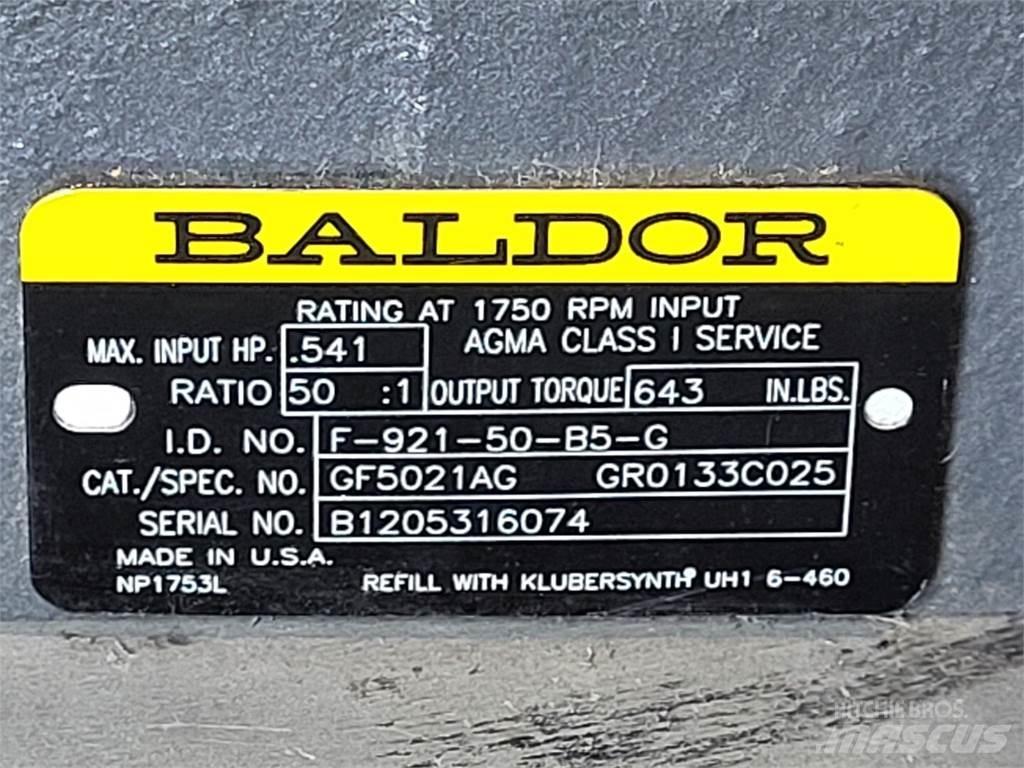 BALDOR
RATING AT 1750 RPM INPUT
MAX. INPUT HP. .541 AGMA CLASS I SERVICE
RATIO 50 :1 OUTPUT TORQUE 643 IN.LBS.
I.D. NO. F-921-50-B5-G
CAT./SPEC. NO. GF5021AG GR0133C025
SERIAL NO. B1205316074
MADE IN U.S.A.
NP1753L REFILL WITH KLUBERSYNTH® UH1 6-460
RITCHIE BROS.
MASCUS